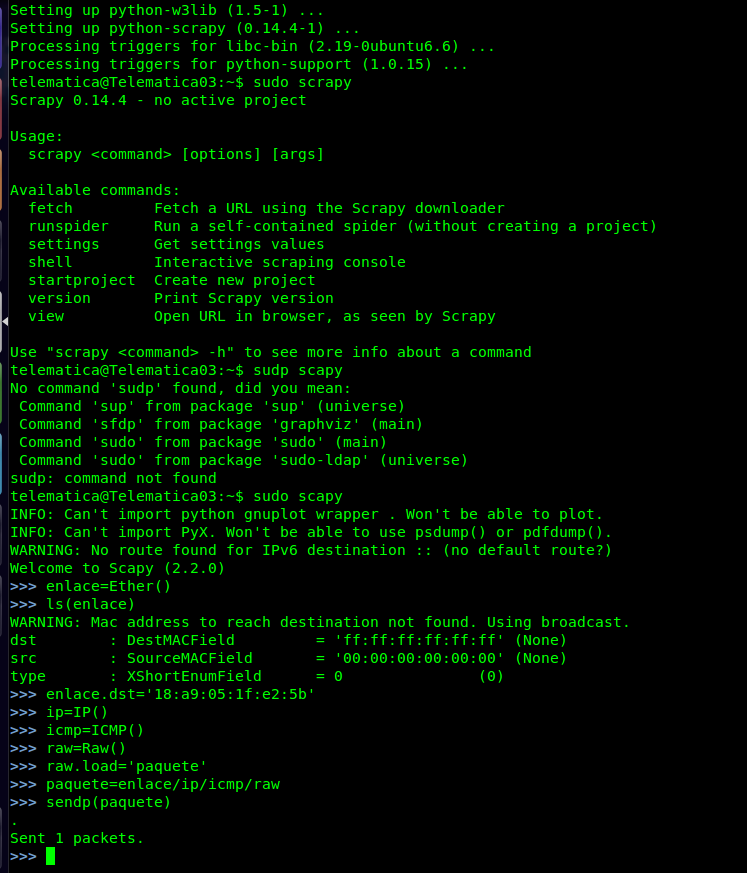 Setting up python-w3lib (1.5-1) ...
Setting up python-scrapy (0.14.4-1) ...
Processing triggers for libc-bin (2.19-0ubuntu6.6) ...
Processing triggers for python-support (1.0.15) ...
telematica@Telematica03:~$ sudo scrapy
Scrapy 0.14.4 - no active project

Usage:
  scrapy <command> [options] [args]

Available commands:
  fetch         Fetch a URL using the Scrapy downloader
  runspider     Run a self-contained spider (without creating a project)
  settings      Get settings values
  shell         Interactive scraping console
  startproject  Create new project
  version       Print Scrapy version
  view          Open URL in browser, as seen by Scrapy

Use "scrapy <command> -h" to see more info about a command
telematica@Telematica03:~$ sudp scapy
No command 'sudp' found, did you mean:
 Command 'sup' from package 'sup' (universe)
 Command 'sfdp' from package 'graphviz' (main)
 Command 'sudo' from package 'sudo' (main)
 Command 'sudo' from package 'sudo-ldap' (universe)
sudp: command not found
telematica@Telematica03:~$ sudo scapy
INFO: Can't import python gnuplot wrapper . Won't be able to plot.
INFO: Can't import PyX. Won't be able to use psdump() or pdfdump().
WARNING: No route found for IPv6 destination :: (no default route?)
Welcome to Scapy (2.2.0)
>>> enlace=Ether()
>>> ls(enlace)
WARNING: Mac address to reach destination not found. Using broadcast.
dst        : DestMACField         = 'ff:ff:ff:ff:ff:ff' (None)
src        : SourceMACField       = '00:00:00:00:00:00' (None)
type       : XShortEnumField      = 0               (0)
>>> enlace.dst='18:a9:05:1f:e2:5b'
>>> ip=IP()
>>> icmp=ICMP()
>>> raw=Raw()
>>> raw.load='paquete'
>>> paquete=enlace/ip/icmp/raw
>>> sendp(paquete)
.
Sent 1 packets.
>>>